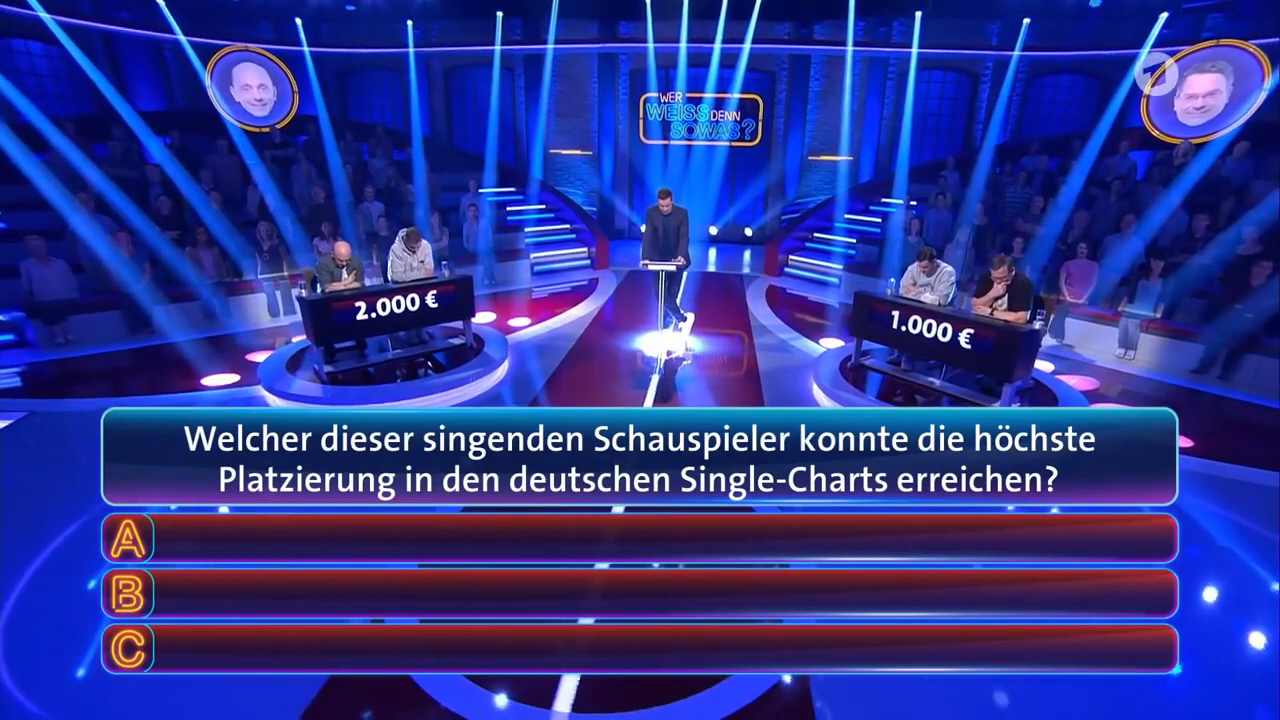 WER
WEISS DENN
SOWAS?
2.000 €
1.000 €
Welcher dieser singenden Schauspieler konnte die höchste
Platzierung in den deutschen Single-Charts erreichen?
A
B
C